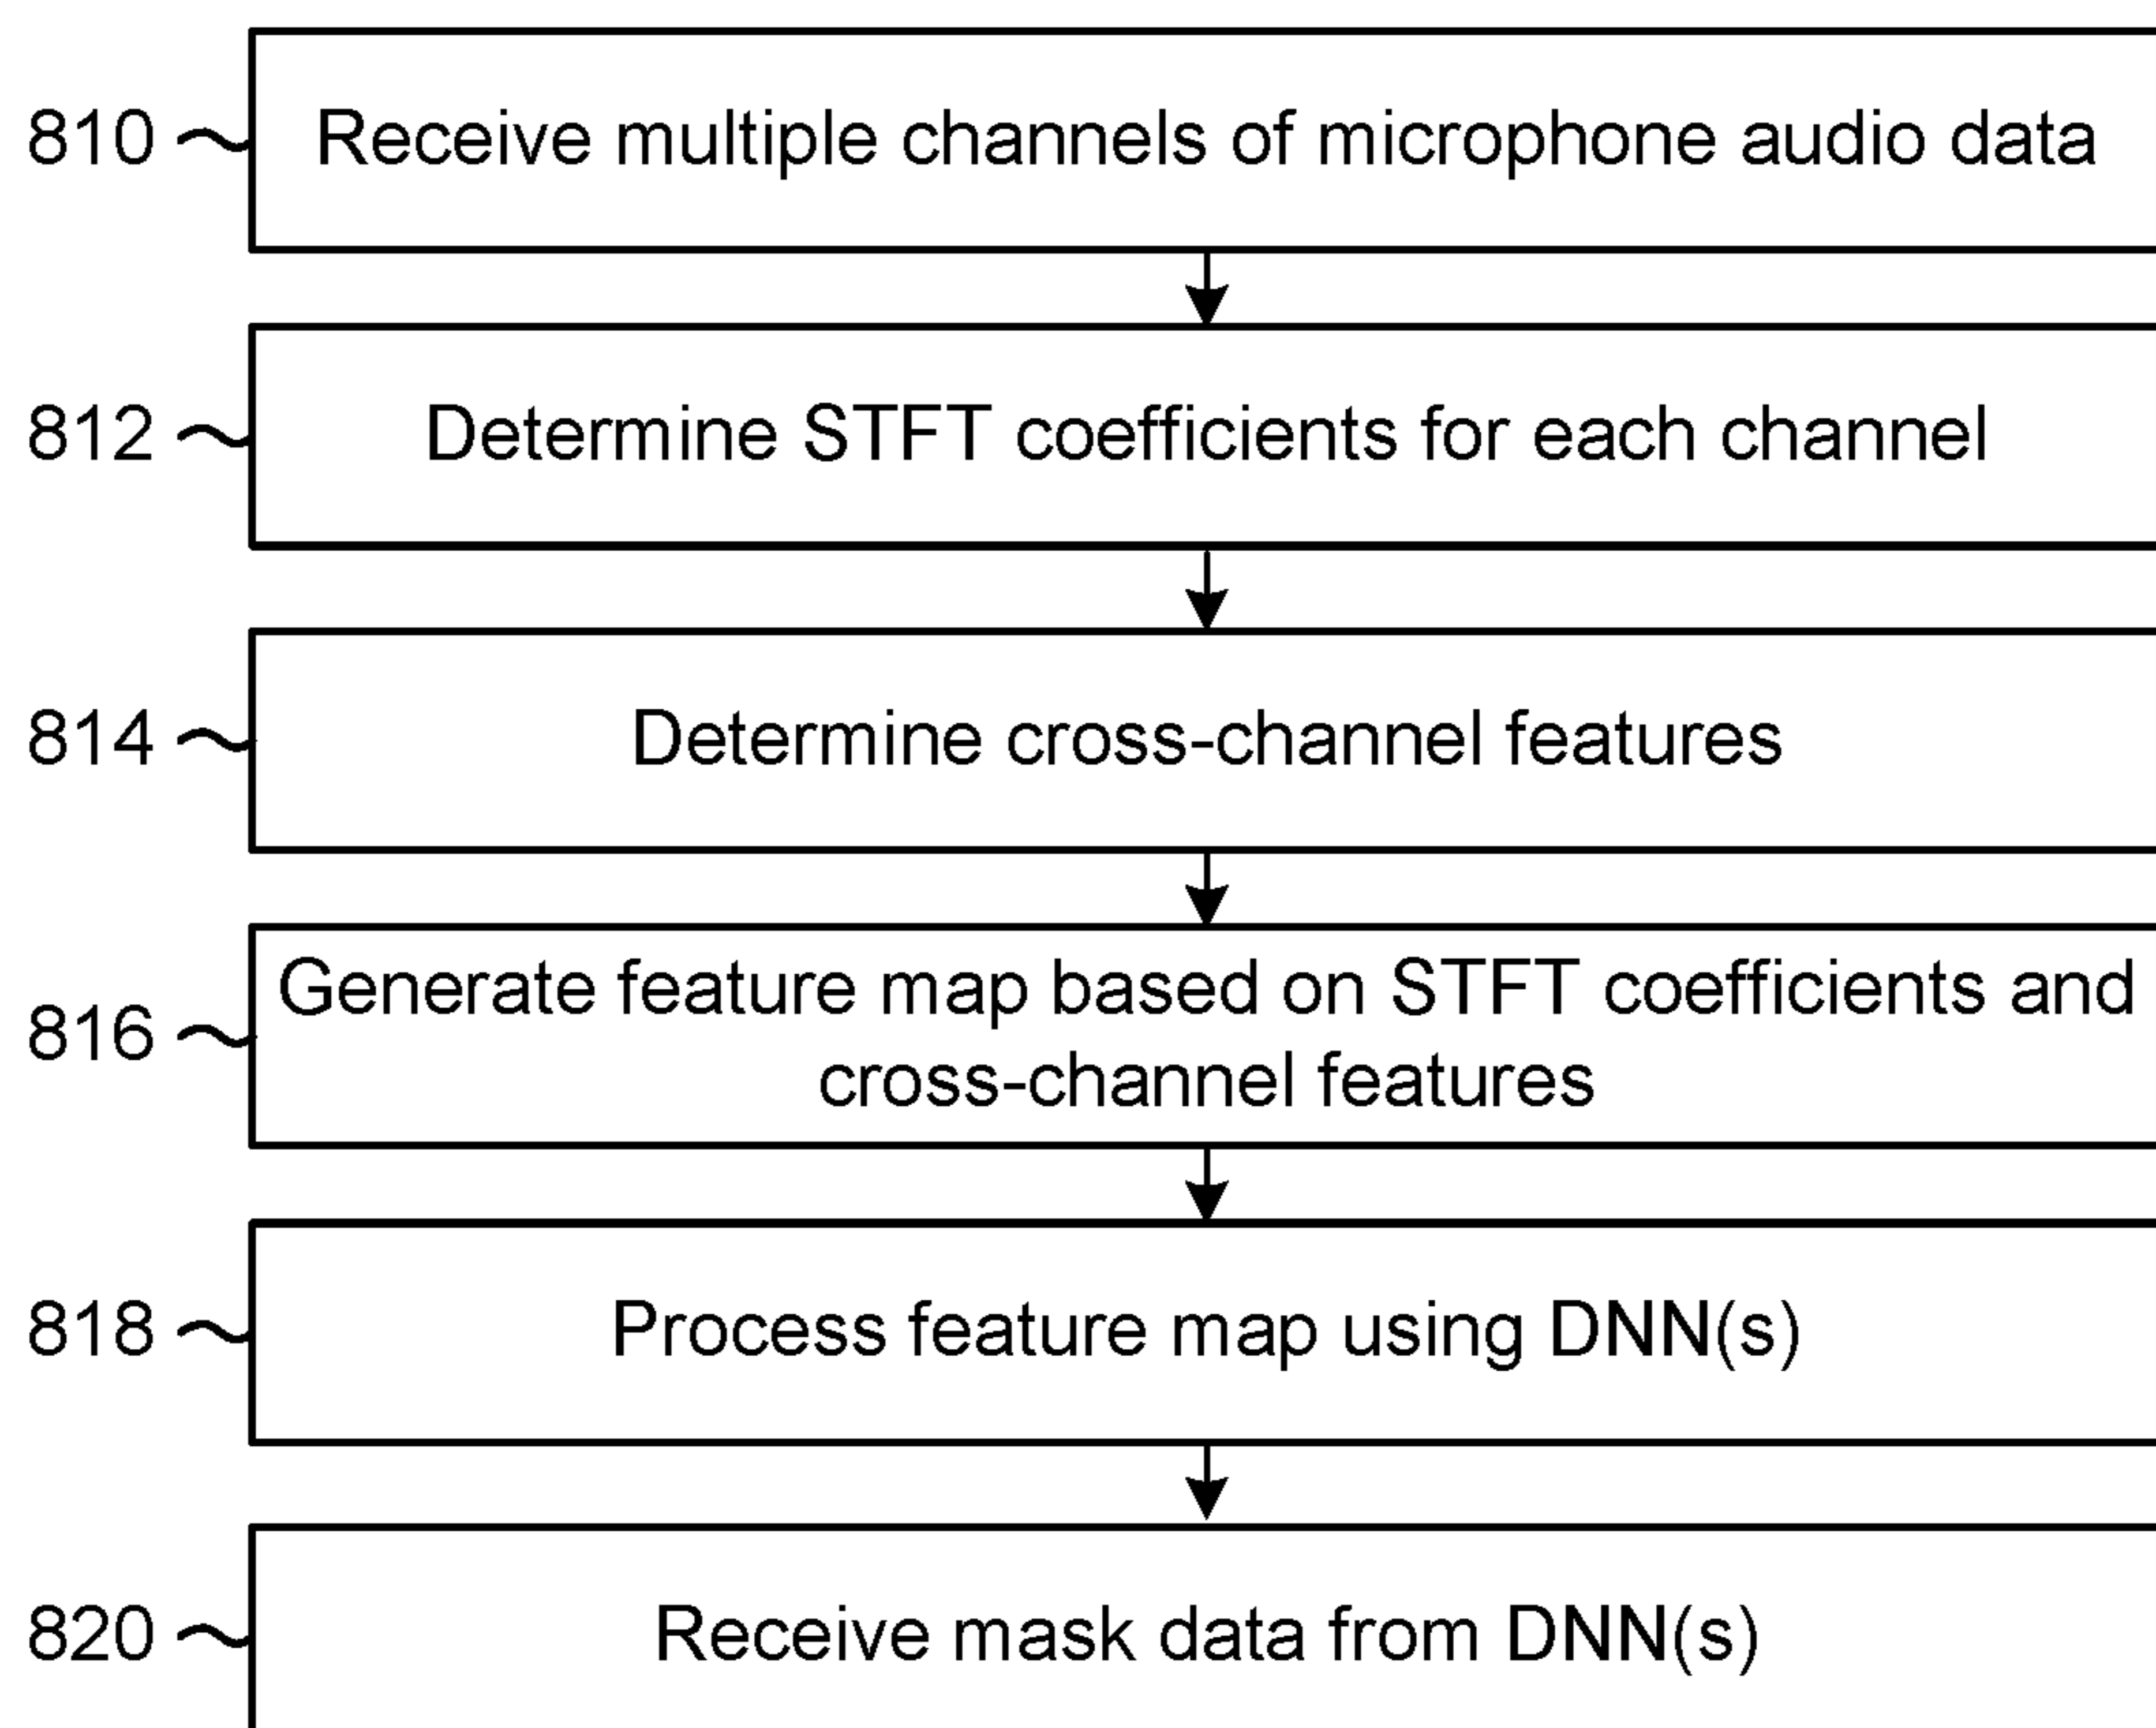 810 Receive multiple channels of microphone audio data
812 Determine STFT coefficients for each channel
814 Determine cross-channel features
Generate feature map based on STFT coefficients and
816
cross-channel features
818 Process feature map using DNN(s)
820 Receive mask data from DNN(s)